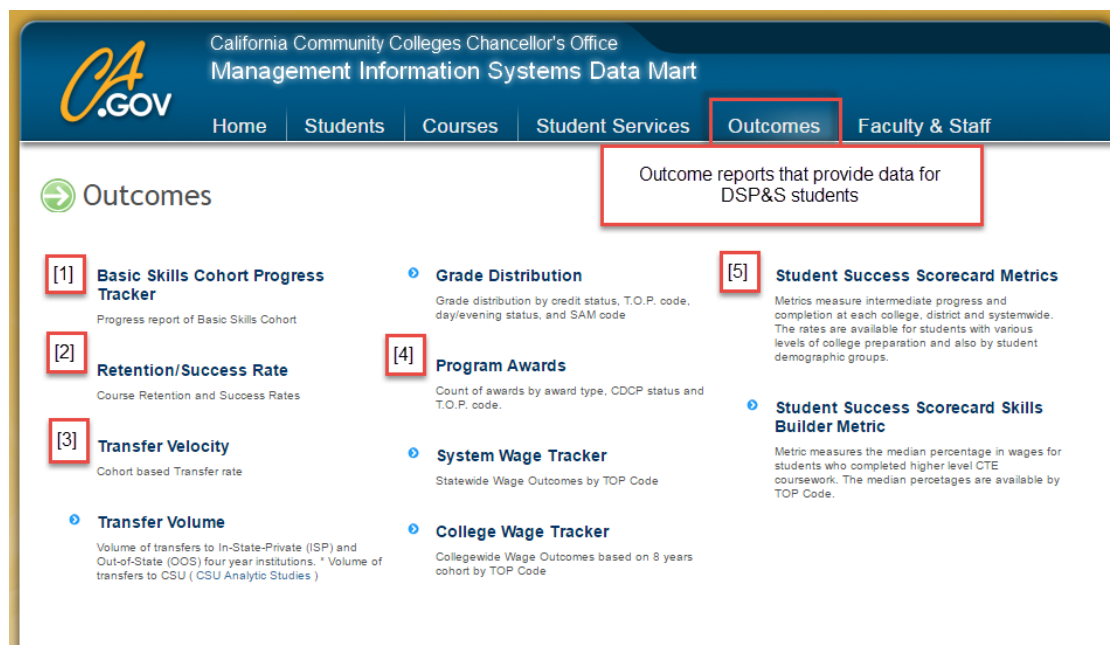 CA
.GOV
California Community Colleges Chancellor's Office
Management Information Systems Data Mart
Home
Students
Courses
Student Services
Outcomes
Faculty & Staff
Outcome reports that provide data for
DSP&S students
Outcomes
[1]
Basic Skills Cohort Progress
Tracker
Progress report of Basic Skills Cohort
[2]
Retention/Success Rate
Course Retention and Success Rates
[3]
Transfer Velocity
Cohort based Transfer rate
Transfer Volume
Volume of transfers to In-State-Private (ISP) and
Out-of-State (OOS) four year institutions. * Volume of
transfers to CSU ( CSU Analytic Studies )
Grade Distribution
Grade distribution by credit status, T.O.P. code,
day/evening status, and SAM code
[4]
Program Awards
Count of awards by award type, CDCP status and
T.O.P. code.
System Wage Tracker
Statewide Wage Outcomes by TOP Code
College Wage Tracker
Collegewide Wage Outcomes based on 8 years
cohort by TOP Code
[5]
Student Success Scorecard Metrics
Metrics measure intermediate progress and
completion at each college, district and systemwide.
The rates are available for students with various
levels of college preparation and also by student
demographic groups.
Student Success Scorecard Skills
Builder Metric
Metric measures the median percentage in wages for
students who completed higher level CTE
coursework. The median percetages are available by
TOP Code.